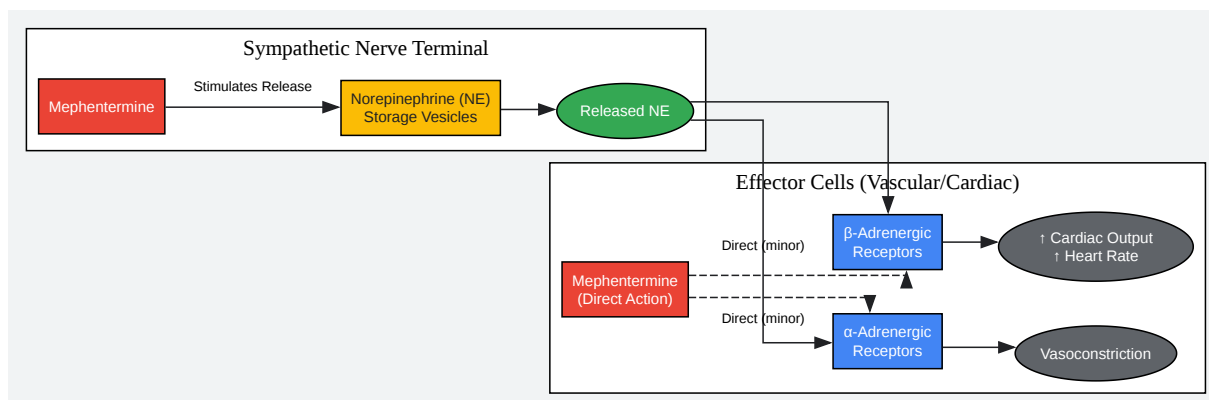 Sympathetic Nerve Terminal
Stimulates Release
Mephentermine
Norepinephrine (NE)
Storage Vesicles
Released NE
Effector Cells (Vascular/Cardiac)
Direct (minor)
β-Adrenergic
Receptors
↑ Cardiac Output
↑ Heart Rate
Mephentermine
(Direct Action)
Direct (minor)
α-Adrenergic
Receptors
Vasoconstriction